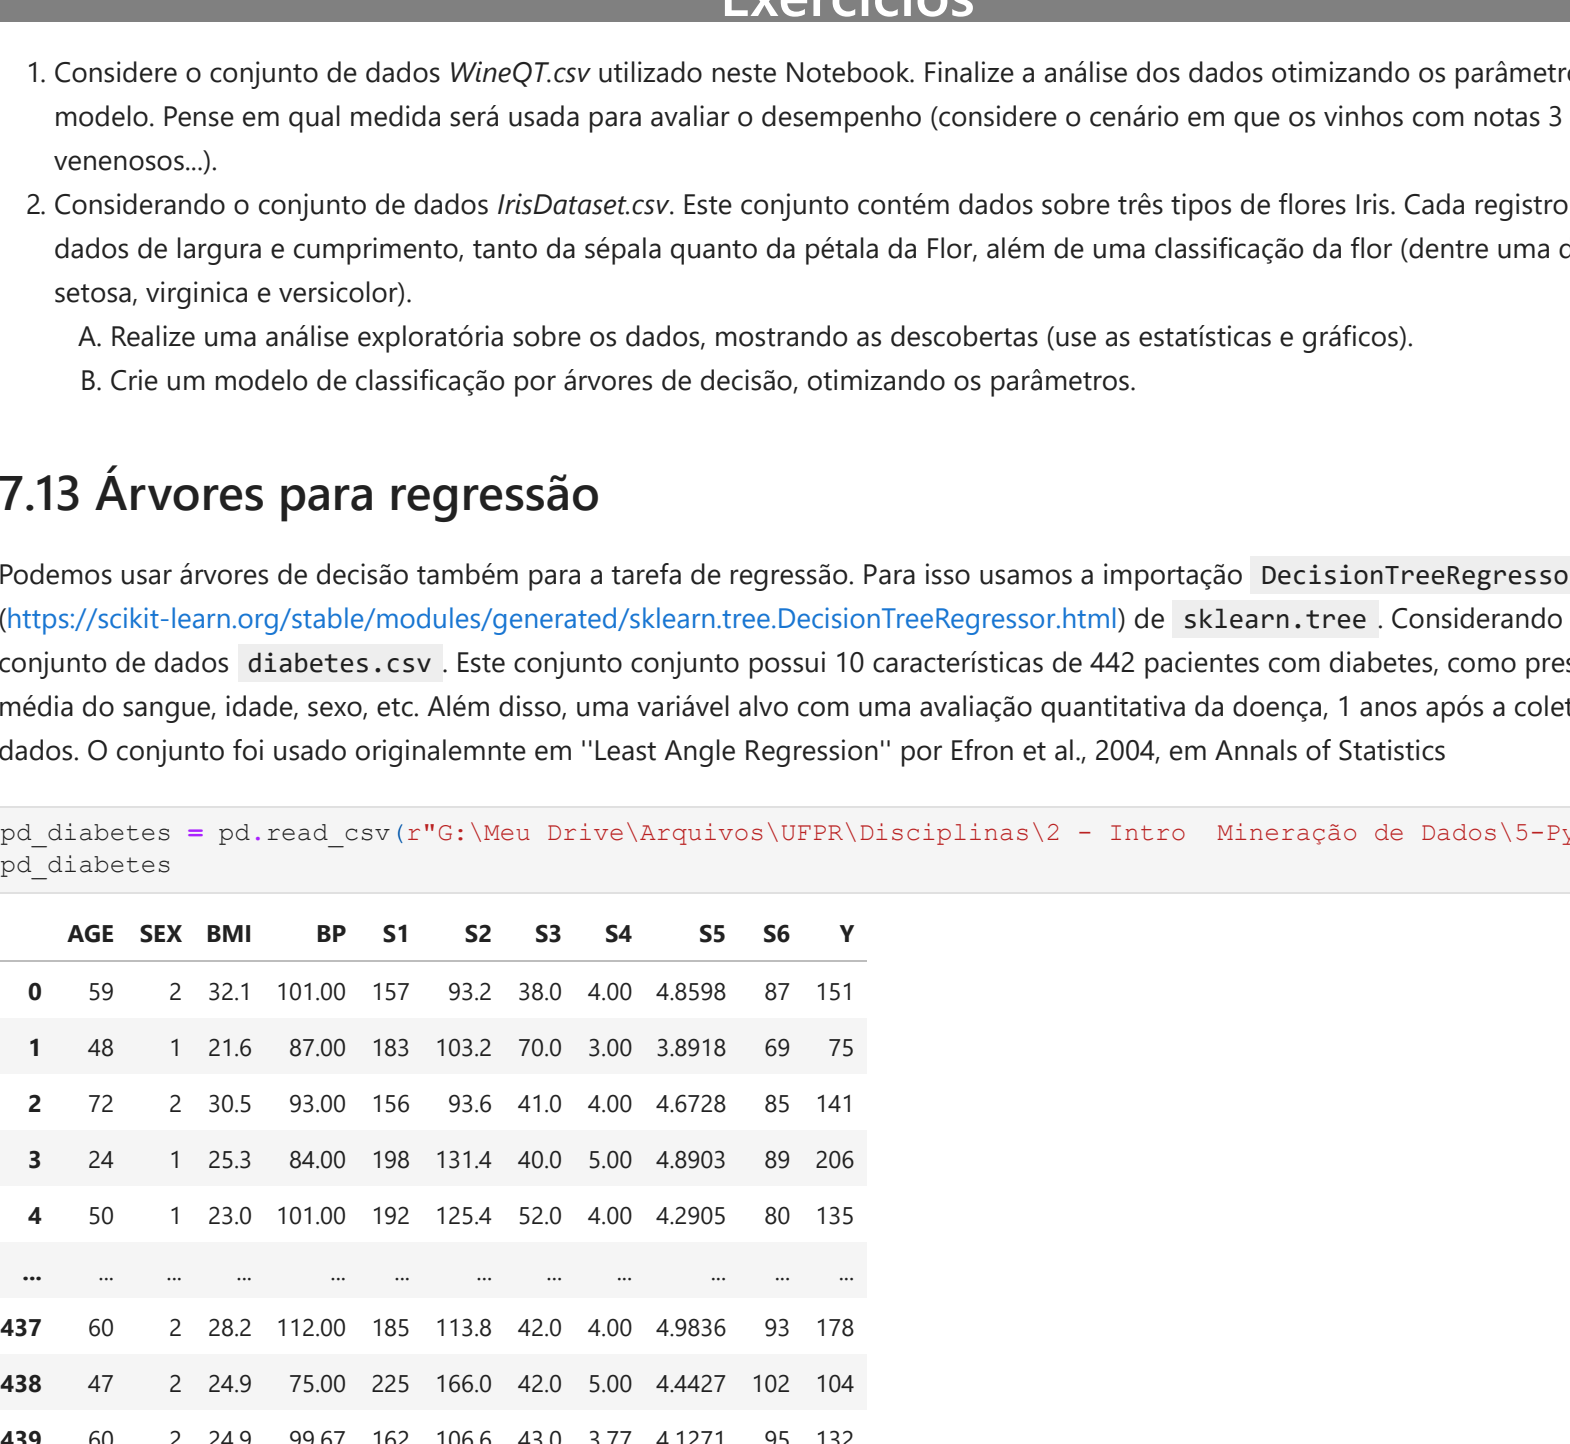 Exercícios
1. Considere o conjunto de dados WineQT.csv utilizado neste Notebook. Finalize a análise dos dados otimizando os parâmetr
modelo. Pense em qual medida será usada para avaliar o desempenho (considere o cenário em que os vinhos com notas 3
venenosos...).
2. Considerando o conjunto de dados IrisDataset.csv. Este conjunto contém dados sobre três tipos de flores Iris. Cada registro
dados de largura e cumprimento, tanto da sépala quanto da pétala da Flor, além de uma classificação da flor (dentre uma d
setosa, virginica e versicolor).
A. Realize uma análise exploratória sobre os dados, mostrando as descobertas (use as estatísticas e gráficos).
B. Crie um modelo de classificação por árvores de decisão, otimizando os parâmetros.
7.13 Árvores para regressão
Podemos usar árvores de decisão também para a tarefa de regressão. Para isso usamos a importação DecisionTreeRegresso
(https://scikit-learn.org/stable/modules/generated/sklearn.tree.DecisionTreeRegressor.html) de sklearn.tree . Considerando
conjunto de dados diabetes.csv . Este conjunto conjunto possui 10 características de 442 pacientes com diabetes, como pres
média do sangue, idade, sexo, etc. Além disso, uma variável alvo com uma avaliação quantitativa da doença, 1 anos após a colet
dados. O conjunto foi usado originalemnte em ''Least Angle Regression'' por Efron et al., 2004, em Annals of Statistics
pd_diabetes = pd.read_csv(r"G:\Meu Drive\Arquivos\UFPR\Disciplinas\2 - Intro  Mineração de Dados\5-Py
pd_diabetes
AGE SEX BMI BP S1 S2 S3 S4 S5 S6 Y
0 59 2 32.1 101.00 157 93.2 38.0 4.00 4.8598 87 151
1 48 1 21.6 87.00 183 103.2 70.0 3.00 3.8918 69 75
2 72 2 30.5 93.00 156 93.6 41.0 4.00 4.6728 85 141
3 24 1 25.3 84.00 198 131.4 40.0 5.00 4.8903 89 206
4 50 1 23.0 101.00 192 125.4 52.0 4.00 4.2905 80 135
... ... ... ... ... ... ... ... ... ... ... ...
437 60 2 28.2 112.00 185 113.8 42.0 4.00 4.9836 93 178
438 47 2 24.9 75.00 225 166.0 42.0 5.00 4.4427 102 104
439 60 2 24.9 99.67 162 106.6 43.0 3.77 4.1271 95 132